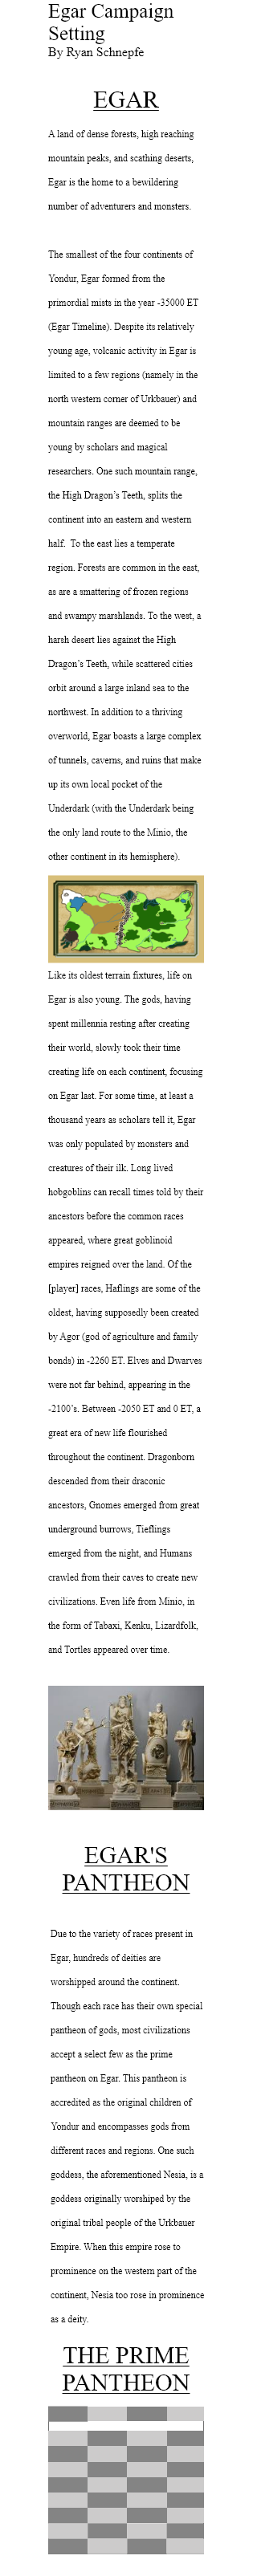 Egar Campaign
Setting
By Ryan Schnepfe
EGAR
A land of dense forests, high reaching
mountain peaks, and scathing deserts,
Egar is the home to a bewildering
number of adventurers and monsters.
The smallest of the four continents of
Yondur, Egar formed from the
primordial mists in the year -35000 ET
(Egar Timeline). Despite its relatively
young age, volcanic activity in Egar is
limited to a few regions (namely in the
north western corner of Urkbauer) and
mountain ranges are deemed to be
young by scholars and magical
researchers. One such mountain range,
the High Dragon's Teeth, splits the
continent into an eastern and western
half. To the east lies a temperate
region. Forests are common in the east,
as are a smattering of frozen regions
and swampy marshlands. To the west, a
harsh desert lies against the High
Dragon's Teeth, while scattered cities
orbit around a large inland sea to the
northwest. In addition to a thriving
overworld, Egar boasts a large complex
of tunnels, caverns, and ruins that make
up its own local pocket of the
Underdark (with the Underdark being
the only land route to the Minio, the
other continent in its hemisphere).
Like its oldest terrain fixtures, life on
Egar is also young. The gods, having
spent millennia resting after creating
their world, slowly took their time
creating life on each continent, focusing
on Egar last. For some time, at least a
thousand years as scholars tell it, Egar
was only populated by monsters and
creatures of their ilk. Long lived
hobgoblins can recall times told by their
ancestors before the common races
appeared, where great goblinoid
empires reigned over the land. Of the
[player] races, Haflings are some of the
oldest, having supposedly been created
by Agor (god of agriculture and family
bonds) in -2260 ET. Elves and Dwarves
were not far behind, appearing in the
-2100's. Between -2050 ET and 0 ET, a
great era of new life flourished
throughout the continent. Dragonborn
descended from their draconic
ancestors, Gnomes emerged from great
underground burrows, Tieflings
emerged from the night, and Humans
crawled from their caves to create new
civilizations. Even life from Minio, in
the form of Tabaxi, Kenku, Lizardfolk,
and Tortles appeared over time.
EGAR'S
PANTHEON
Due to the variety of races present in
Egar, hundreds of deities are
worshipped around the continent.
Though each race has their own special
pantheon of gods, most civilizations
accept a select few as the prime
pantheon on Egar. This pantheon is
accredited as the original children of
Yondur and encompasses gods from
different races and regions. One such
goddess, the aforementioned Nesia, is a
goddess originally worshiped by the
original tribal people of the Urkbauer
Empire. When this empire rose to
prominence on the western part of the
continent, Nesia too rose in prominence
as a deity.
THE PRIME
PANTHEON